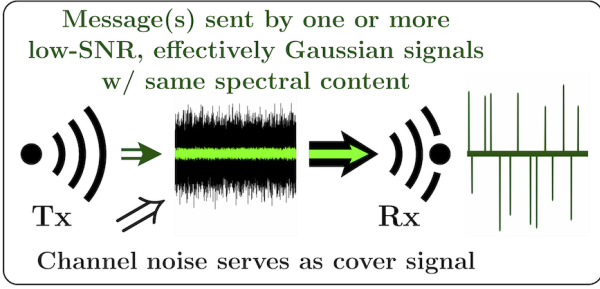 Message(s) sent by one or more
low-SNR, effectively Gaussian signals
w/ same spectral content
Tx
Rx
Channel noise serves as cover signal